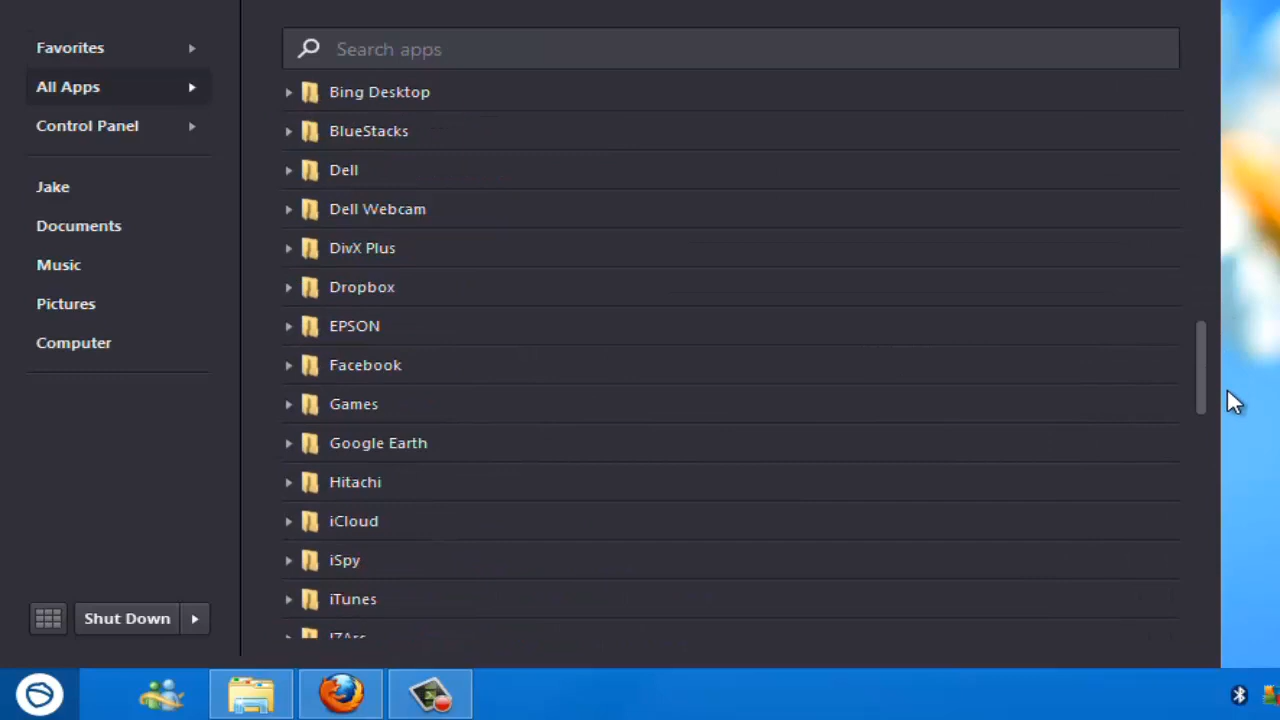 Favorites
All Apps
Control Panel
Jake
Documents
Music
Pictures
Computer
Shut Down
Search apps
Bing Desktop
BlueStacks
Dell
Dell Webcam
DivX Plus
Dropbox
EPSON
Facebook
Games
Google Earth
Hitachi
iCloud
iSpy
iTunes